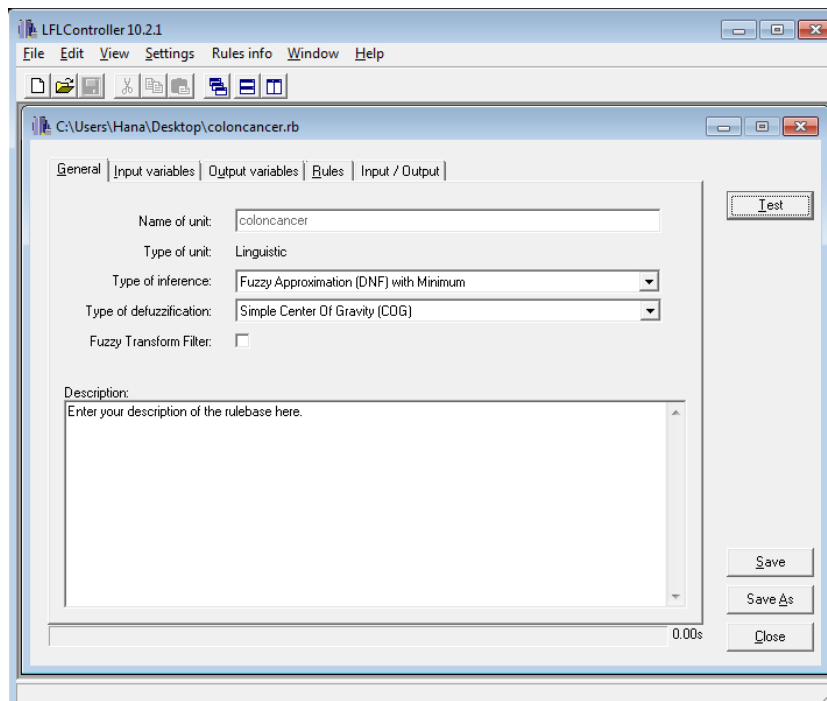 LFLController 10.2.1
File Edit View Settings Rules info Window Help
C:\Users\Hana\Desktop\coloncancer.rb
General Input variables Output variables Rules Input / Output
Test
Name of unit: coloncancer
Type of unit: Linguistic
Type of inference: Fuzzy Approximation (DNF) with Minimum
Type of defuzzification: Simple Center Of Gravity (COG)
Fuzzy Transform Filter:
Description:
Enter your description of the rulebase here.
Save
Save As
0.00s
Close